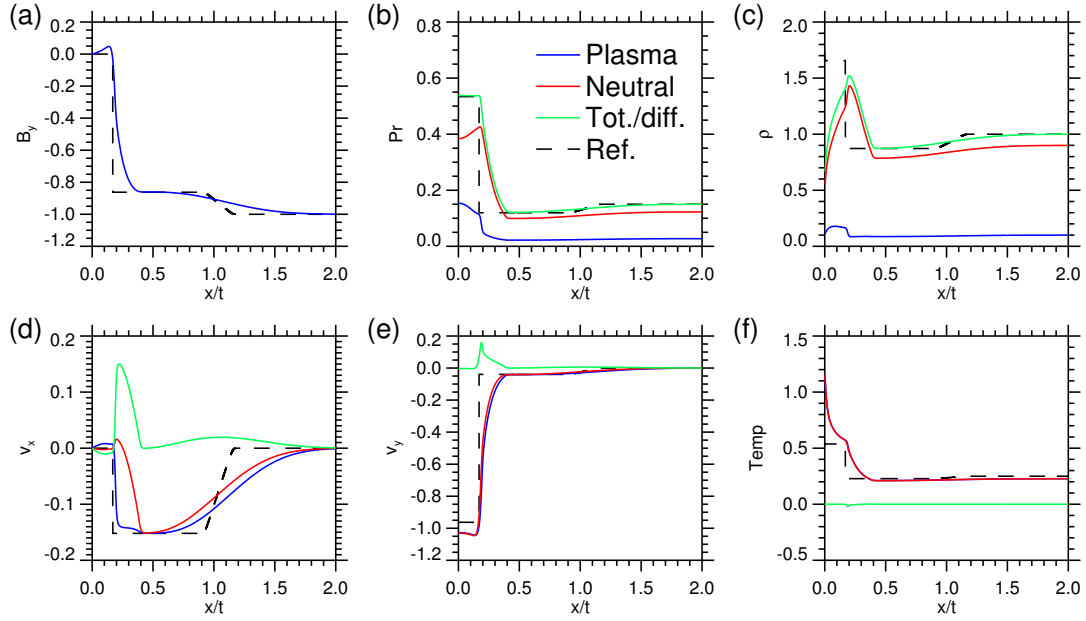 (a)
0.2
0.0
-0.2
-0.4
-0.6
-0.8
-1.0
-1.2
B_y
0.0 0.5 1.0 1.5 2.0
x/t
(b)
0.8
0.6
0.4
0.2
0.0
Pr
Plasma
Neutral
Tot./diff.
Ref.
0.0 0.5 1.0 1.5 2.0
x/t
(c)
2.0
1.5
1.0
0.5
0.0
ρ
0.0 0.5 1.0 1.5 2.0
x/t
(d)
0.2
0.1
0.0
-0.1
-0.2
v_x
0.0 0.5 1.0 1.5 2.0
x/t
(e)
0.2
0.0
-0.2
-0.4
-0.6
-0.8
-1.0
-1.2
v_y
0.0 0.5 1.0 1.5 2.0
x/t
(f)
1.5
1.0
0.5
0.0
-0.5
Temp
0.0 0.5 1.0 1.5 2.0
x/t